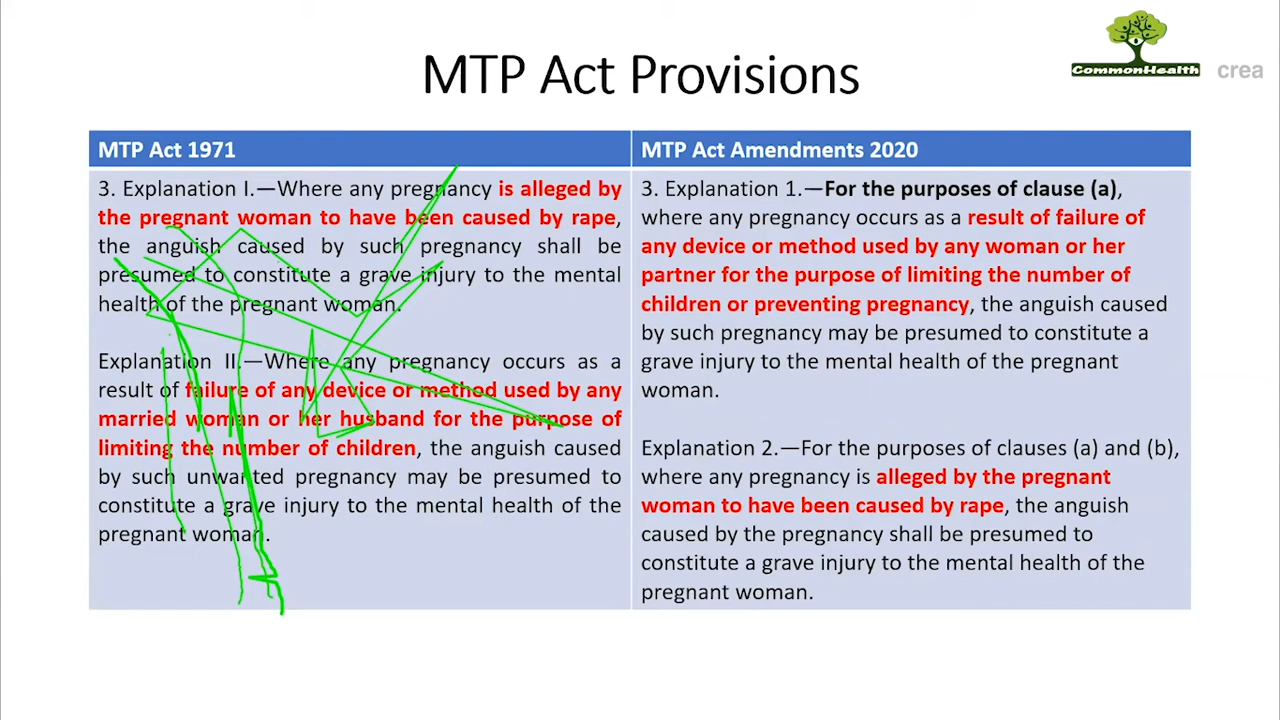 MTP Act Provisions
CommonHealth
crea
MTP Act 1971
3. Explanation I.—Where any pregnancy is alleged by
the pregnant woman to have been caused by rape,
the anguish caused by such pregnancy shall be
presumed to constitute a grave injury to the mental
health of the pregnant woman.
Explanation II.—Where any pregnancy occurs as a
result of failure of any device or method used by any
married woman or her husband for the purpose of
limiting the number of children, the anguish caused
by such unwanted pregnancy may be presumed to
constitute a grave injury to the mental health of the
pregnant woman.
MTP Act Amendments 2020
3. Explanation 1.—For the purposes of clause (a),
where any pregnancy occurs as a result of failure of
any device or method used by any woman or her
partner for the purpose of limiting the number of
children or preventing pregnancy, the anguish caused
by such pregnancy may be presumed to constitute a
grave injury to the mental health of the pregnant
woman.
Explanation 2.—For the purposes of clauses (a) and (b),
where any pregnancy is alleged by the pregnant
woman to have been caused by rape, the anguish
caused by the pregnancy shall be presumed to
constitute a grave injury to the mental health of the
pregnant woman.